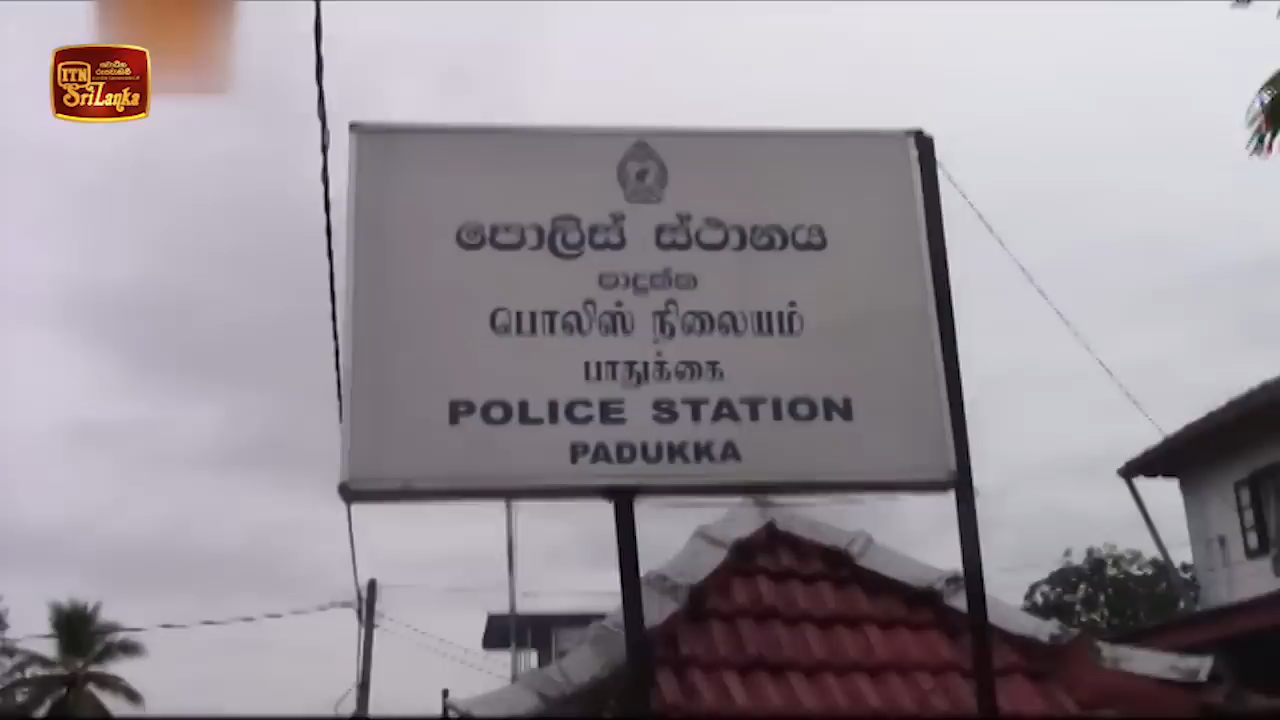 ITN
SriLanka
පොලිස් ස්ථානය
පාදුක්ක
பொலிஸ் நிலையம்
பாதுக்கை
POLICE STATION
PADUKKA